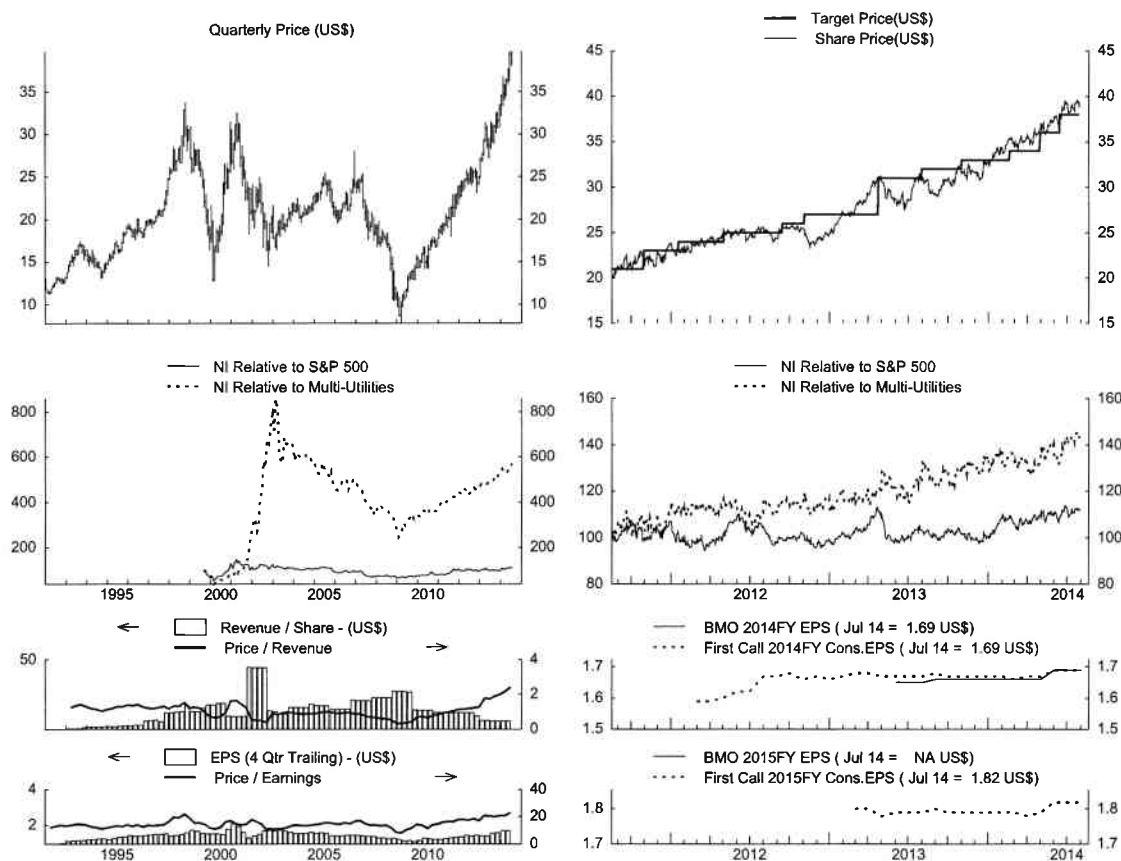 Quarterly Price (US$)
35 35
30 30
25 25
20 20
15 15
10 10
Target Price(US$)
Share Price(US$)
45 45
40 40
35 35
30 30
25 25
20 20
15 15
NI Relative to S&P 500
NI Relative to Multi-Utilities
800 800
600 600
400 400
200 200
1995 2000 2005 2010
NI Relative to S&P 500
NI Relative to Multi-Utilities
160 160
140 140
120 120
100 100
80 80
2012 2013 2014
Revenue / Share - (US$)
Price / Revenue
50 4
2
0
BMO 2014FY EPS ( Jul 14 = 1.69 US$)
First Call 2014FY Cons.EPS ( Jul 14 = 1.69 US$)
1.7 1.7
1.6 1.6
1.5 1.5
EPS (4 Qtr Trailing) - (US$)
Price / Earnings
4 40
2 20
0
1995 2000 2005 2010
BMO 2015FY EPS ( Jul 14 = NA US$)
First Call 2015FY Cons.EPS ( Jul 14 = 1.82 US$)
1.8 1.8
1.7 1.7
2012 2013 2014